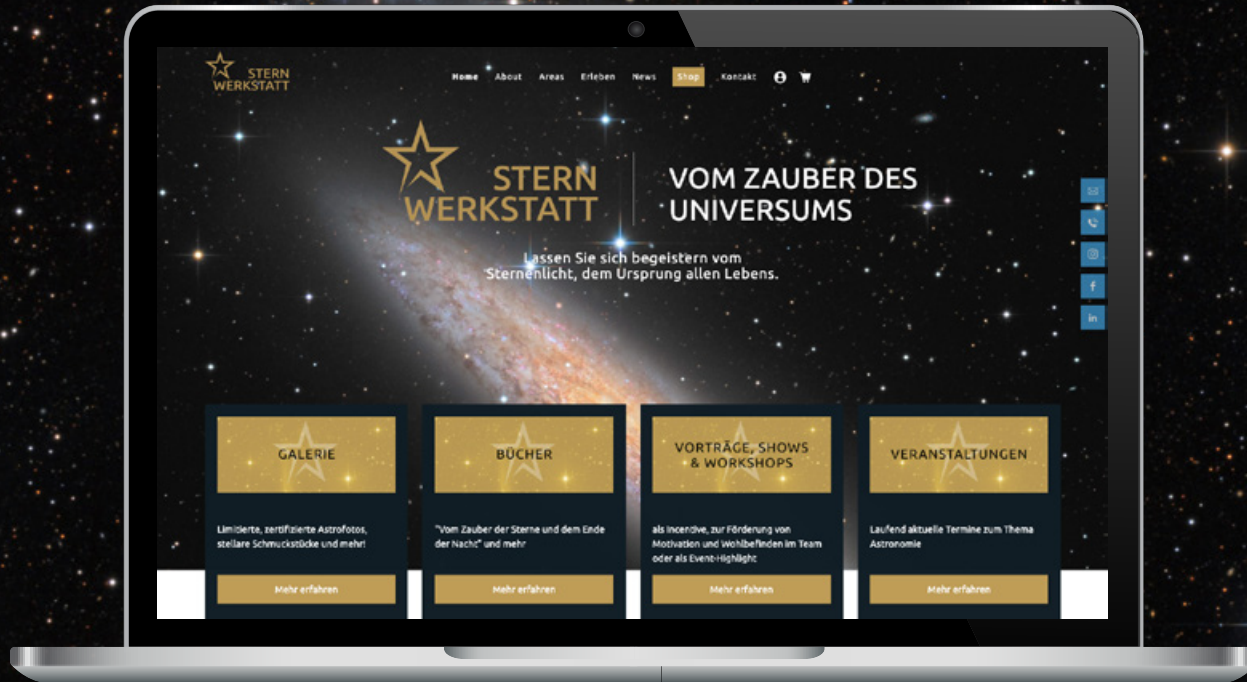 STERN
WERKSTATT
Home About Areas Erleben News Shop Kontakt
STERN
WERKSTATT
VOM ZAUBER DES
UNIVERSUMS
Lassen Sie sich begeistern vom
Sternenlicht, dem Ursprung allen Lebens.
GALERIE
Limitierte, zertifizierte Astrofotos,
stellare Schmuckstücke und mehr!
Mehr erfahren
BÜCHER
"Vom Zauber der Sterne und dem Ende
der Nacht" und mehr
Mehr erfahren
VORTRÄGE, SHOWS
& WORKSHOPS
als Incentive, zur Förderung von
Motivation und Wohlbefinden im Team
oder als Event-Highlight
Mehr erfahren
VERANSTALTUNGEN
Laufend aktuelle Termine zum Thema
Astronomie
Mehr erfahren
f
in